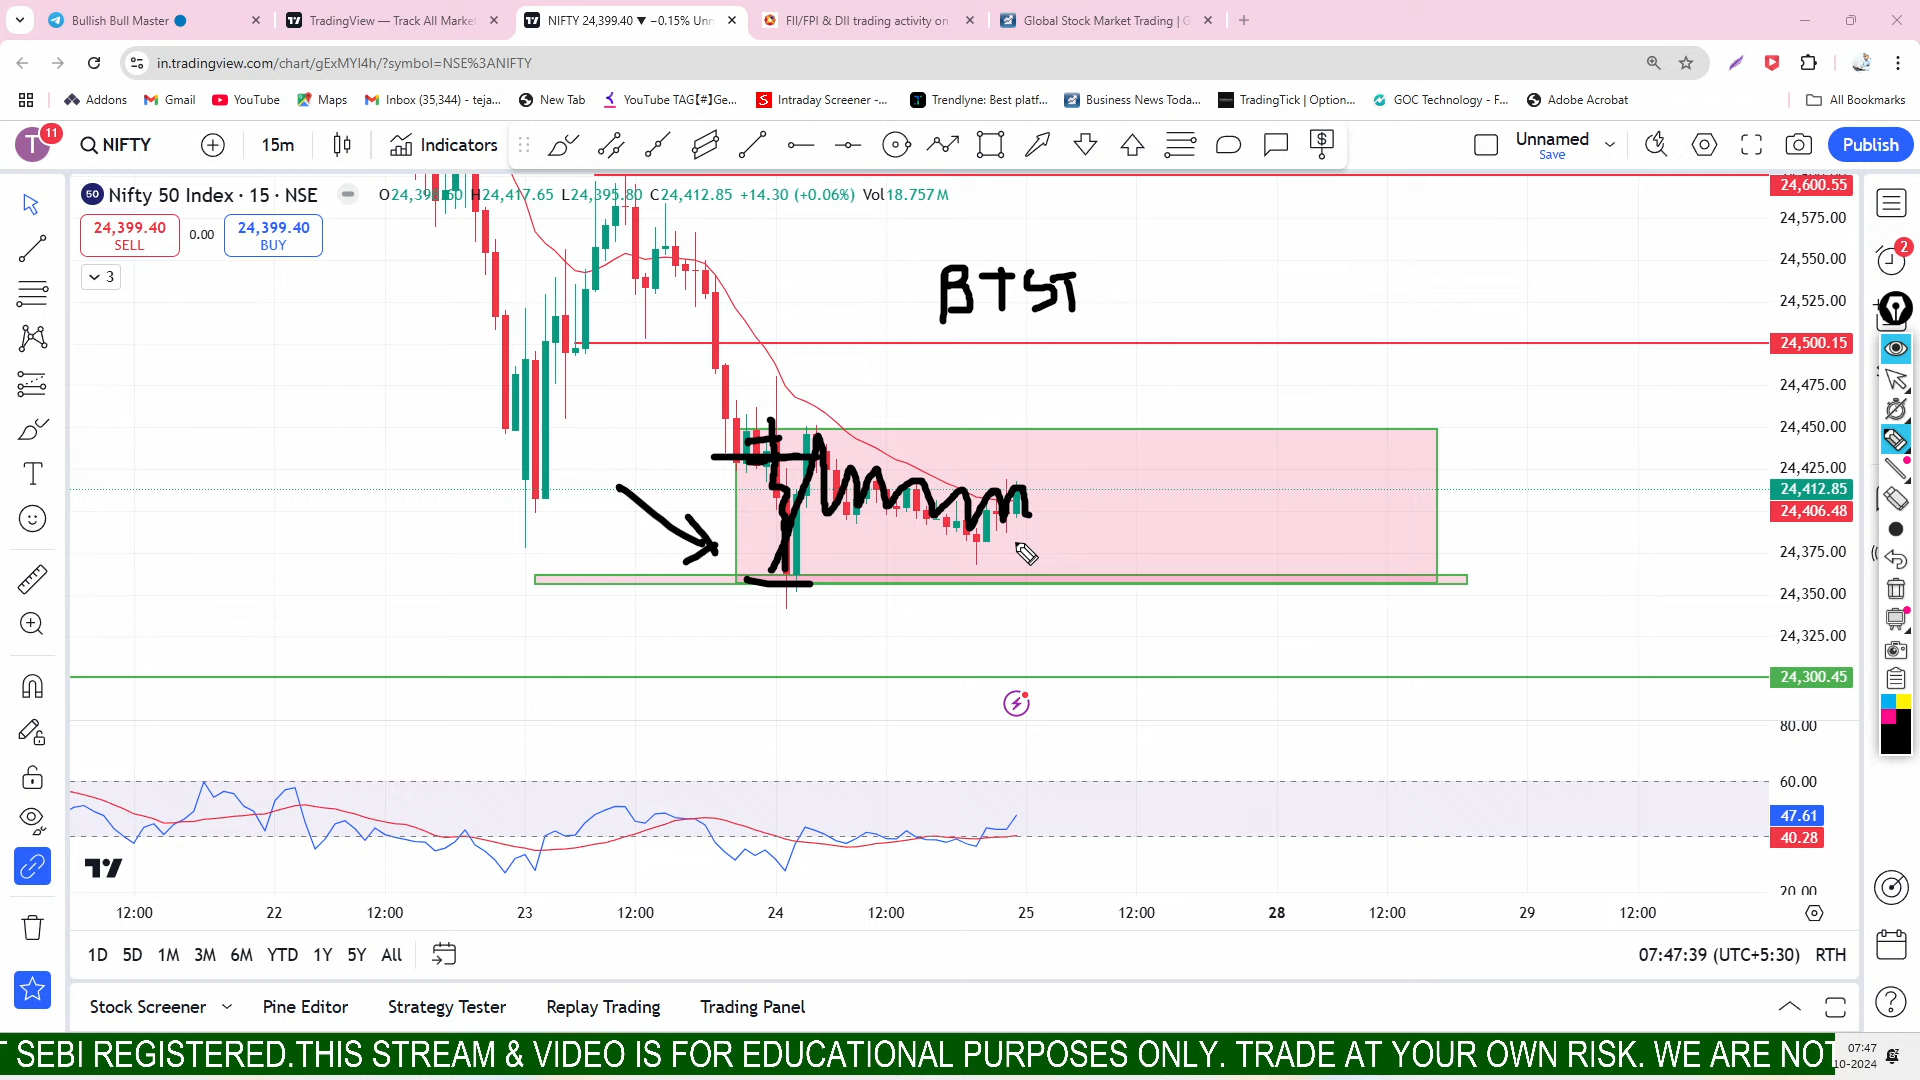 Bullish Bull Master
TradingView — Track All Marke
NIFTY 24,399.40 ▼ −0.15% Unn
FII/FPI & DII trading activity on
Global Stock Market Trading | G
in.tradingview.com/chart/gExMYI4h/?symbol=NSE%3ANIFTY
Addons
Gmail
YouTube
Maps
Inbox (35,344) - teja...
New Tab
YouTube TAG【#】Ge...
Intraday Screener -...
Trendlyne: Best platf...
Business News Toda...
TradingTick | Option...
GOC Technology - F...
Adobe Acrobat
All Bookmarks
T 11
NIFTY
15m
Indicators
Unnamed
Save
Publish
50 Nifty 50 Index · 15 · NSE
H24,417.65 L24,395.80 C24,412.85 +14.30 (+0.06%) Vol18.757M
24,399.40
SELL
0.00
24,399.40
BUY
3
BTST
24,600.55
24,575.00
24,550.00
24,525.00
24,500.15
24,475.00
24,450.00
24,425.00
24,412.85
24,406.48
24,375.00
24,350.00
24,325.00
24,300.45
80.00
60.00
47.61
40.28
20.00
2
12:00 22 12:00 23 12:00 24 12:00 25 12:00 28 12:00 29 12:00
1D 5D 1M 3M 6M YTD 1Y 5Y All
07:47:39 (UTC+5:30) RTH
Stock Screener
Pine Editor
Strategy Tester
Replay Trading
Trading Panel
T SEBI REGISTERED.THIS STREAM & VIDEO IS FOR EDUCATIONAL PURPOSES ONLY. TRADE AT YOUR OWN RISK. WE ARE NOT
07:47
10-2024